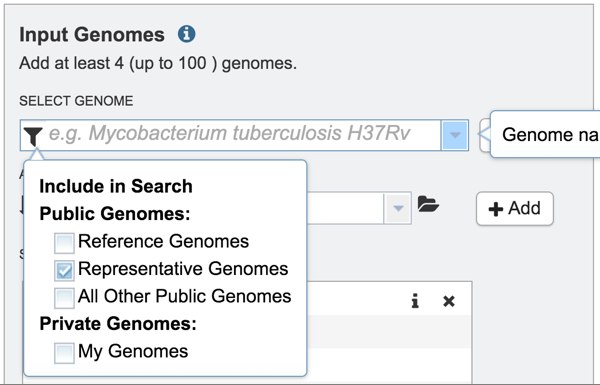 Input Genomes
Add at least 4 (up to 100 ) genomes.
SELECT GENOME
e.g. Mycobacterium tuberculosis H37Rv
Genome na
Include in Search
Public Genomes:
Reference Genomes
Add
Representative Genomes
All Other Public Genomes
Private Genomes:
My Genomes